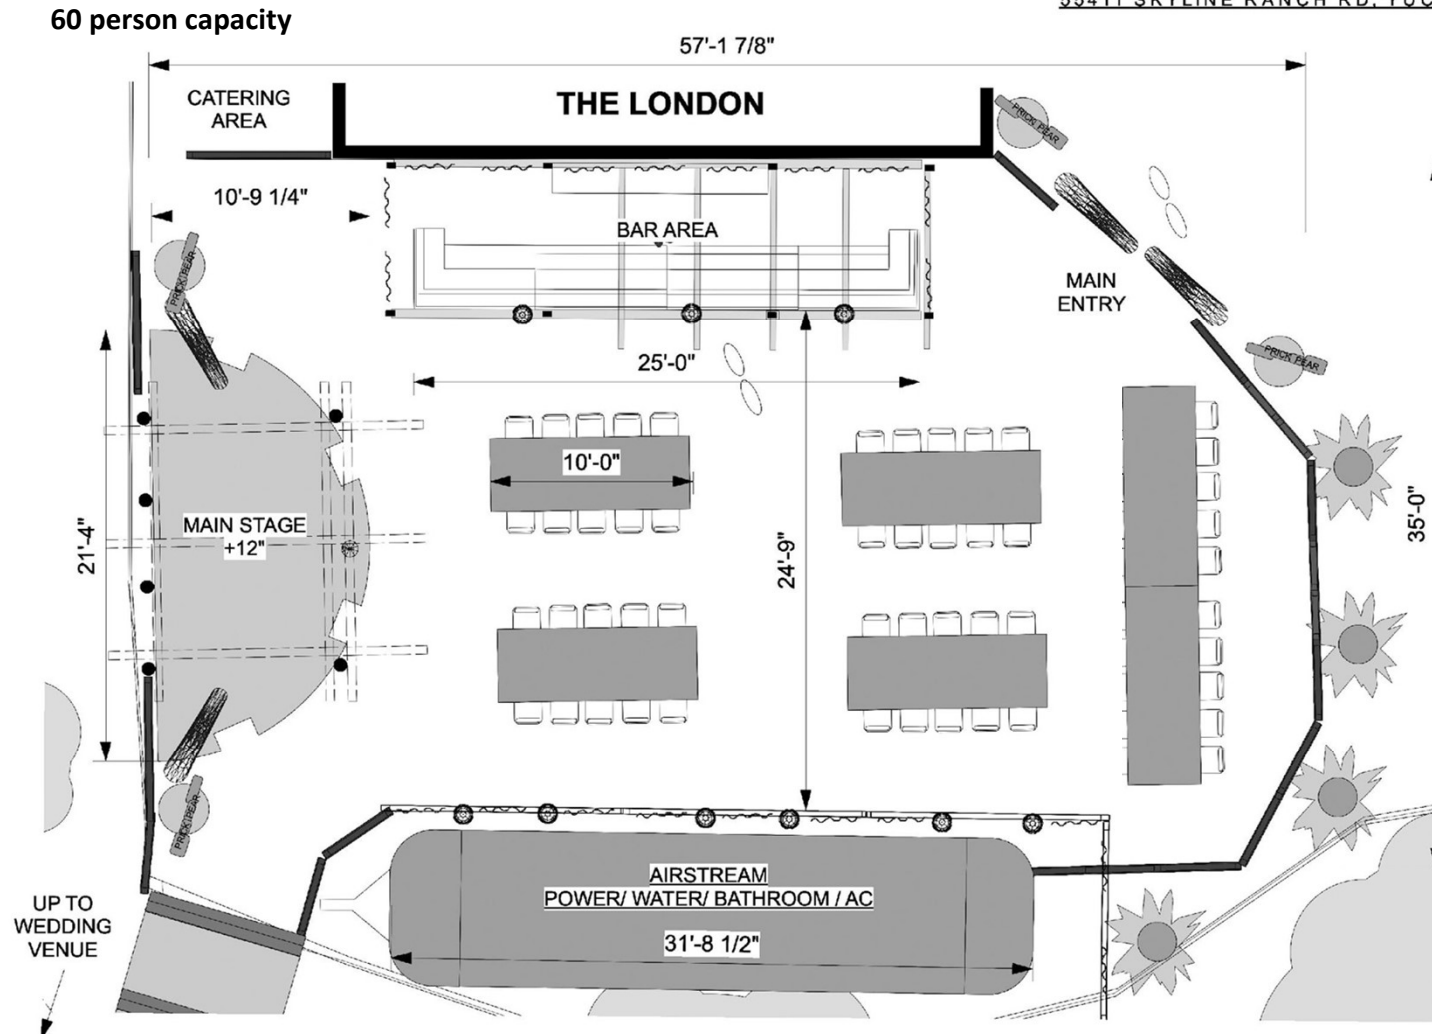 60 person capacity
57'-1 7/8"
CATERING
AREA
THE LONDON
PRICK PEAR
10'-9 1/4"
BAR AREA
PRICK PEAR
MAIN
ENTRY
25'-0"
PRICK PEAR
10'-0"
MAIN STAGE
+12"
21'-4"
24'-9"
35'-0"
PRICK PEAR
AIRSTREAM
POWER/ WATER/ BATHROOM / AC
31'-8 1/2"
UP TO
WEDDING
VENUE